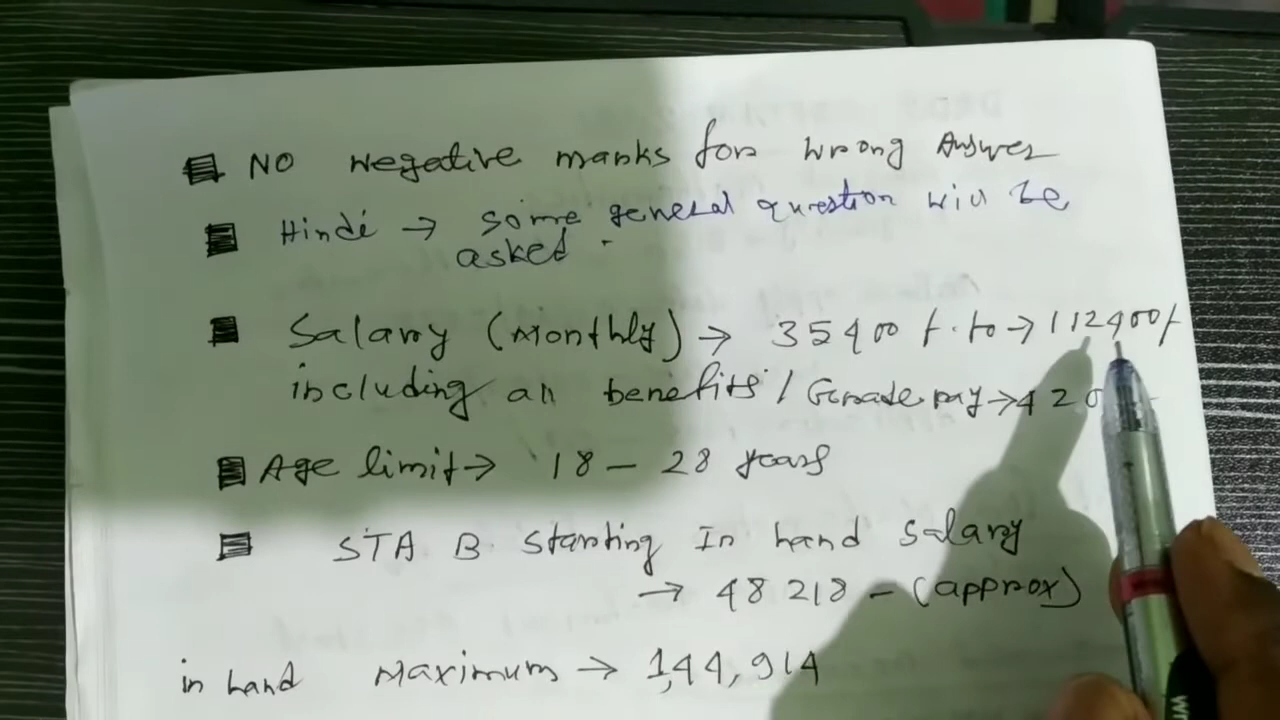 NO Negative marks for wrong Answer
Hindi → some general question will be
asked.
Salary (Monthly) → 35400/- to → 112400/-
including all benefits / Grade pay → 420
Age limit → 18 – 28 years
STA B Starting In hand Salary
→ 48218 – (approx)
in hand Maximum → 1,44,914